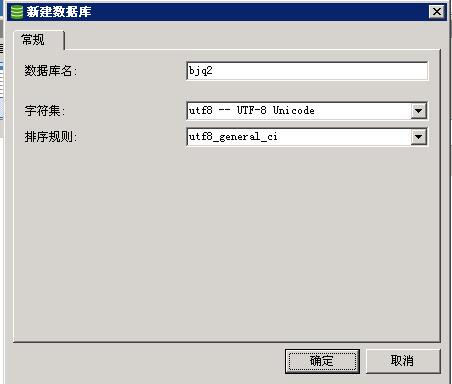 新建数据库
常规
数据库名: bjq2
字符集: utf8 -- UTF-8 Unicode
排序规则: utf8_general_ci
确定 取消